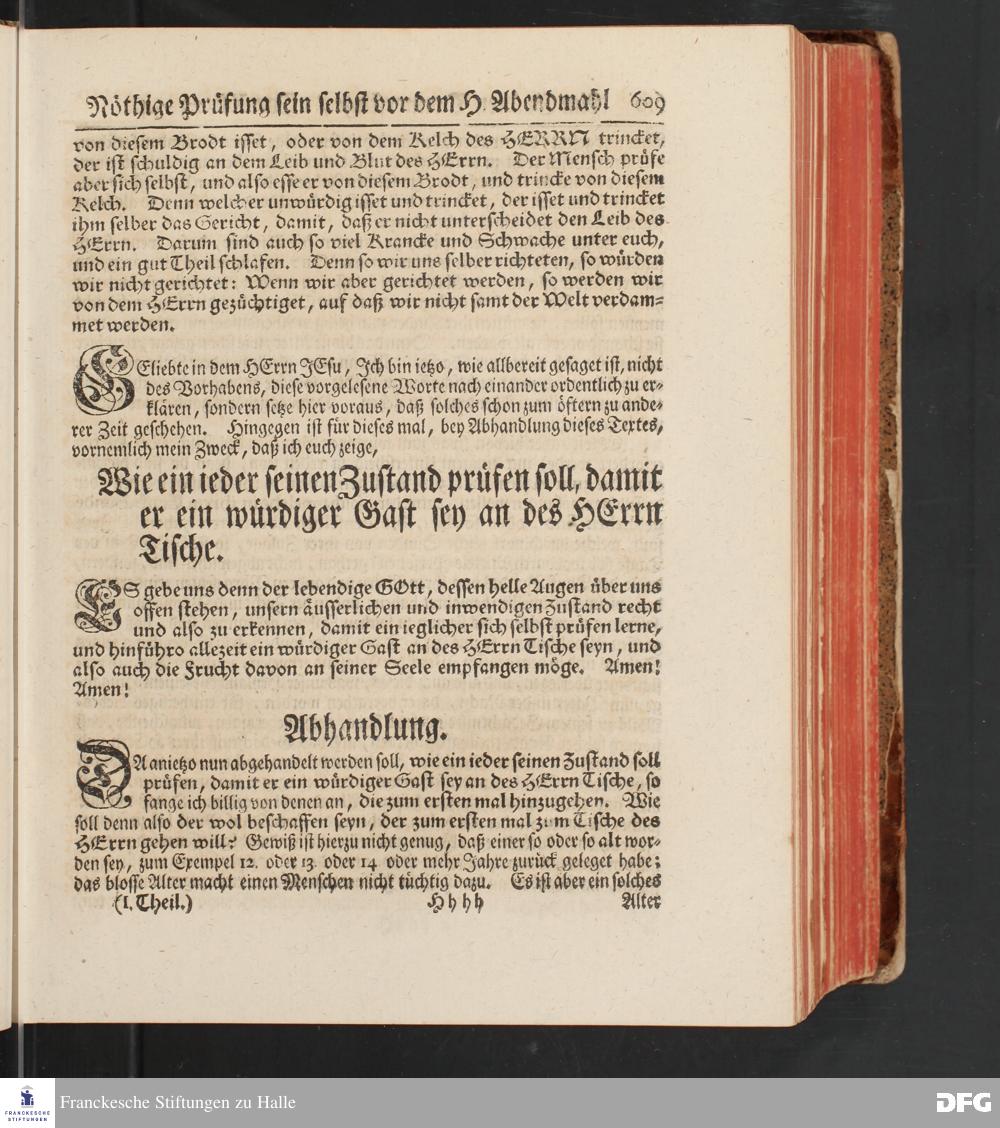 Nöthige Prüfung sein selbst vor dem H. Abendmahl 609
von diesem Brodt isset, oder von dem Kelch des HERRN trincket,
der ist schuldig an dem Leib und Blut des HErrn. Der Mensch prüfe
aber sich selbst, und also esse er von diesem Brodt, und trincke von diesem
Kelch. Denn welcher unwürdig isset und trincket, der isset und trincket
ihm selber das Gericht, damit, daß er nicht unterscheidet den Leib des
HErrn. Darum sind auch so viel Krancke und Schwache unter euch,
und ein gut Theil schlafen. Denn so wir uns selber richteten, so würden
wir nicht gerichtet: Wenn wir aber gerichtet werden, so werden wir
von dem HErrn gezüchtiget, auf daß wir nicht samt der Welt verdam-
met werden.
GEliebte in dem HErrn JEsu, Ich bin ietzo, wie allbereit gesaget ist, nicht
des Vorhabens, diese vorgelesene Worte nach einander ordentlich zu er-
klären, sondern setze hier voraus, daß solches schon zum öftern zu ande-
rer Zeit geschehen. Hingegen ist für dieses mal, bey Abhandlung dieses Textes,
vornemlich mein Zweck, daß ich euch zeige,
Wie ein ieder seinen Zustand prüfen soll, damit
er ein würdiger Gast sey an des HErrn
Tische.
ES gebe uns denn der lebendige GOtt, dessen helle Augen über uns
offen stehen, unsern äusserlichen und inwendigen Zustand recht
und also zu erkennen, damit ein ieglicher sich selbst prüfen lerne,
und hinführo allezeit ein würdiger Gast an des HErrn Tische seyn, und
also auch die Frucht davon an seiner Seele empfangen möge. Amen!
Amen!
Abhandlung.
DA anietzo nun abgehandelt werden soll, wie ein ieder seinen Zustand soll
prüfen, damit er ein würdiger Gast sey an des HErrn Tische, so
fange ich billig von denen an, die zum ersten mal hinzugehen. Wie
soll denn also der wol beschaffen seyn, der zum ersten mal zum Tische des
HErrn gehen will? Gewiß ist hierzu nicht genug, daß einer so oder so alt wor-
den sey, zum Exempel 12. oder 13. oder 14. oder mehr Jahre zurück geleget habe;
das blosse Alter macht einen Menschen nicht tüchtig dazu. Es ist aber ein solches
(I. Theil.) Hhhh Alter
FRANCKESCHE
STIFTUNGEN
Franckesche Stiftungen zu Halle
DFG